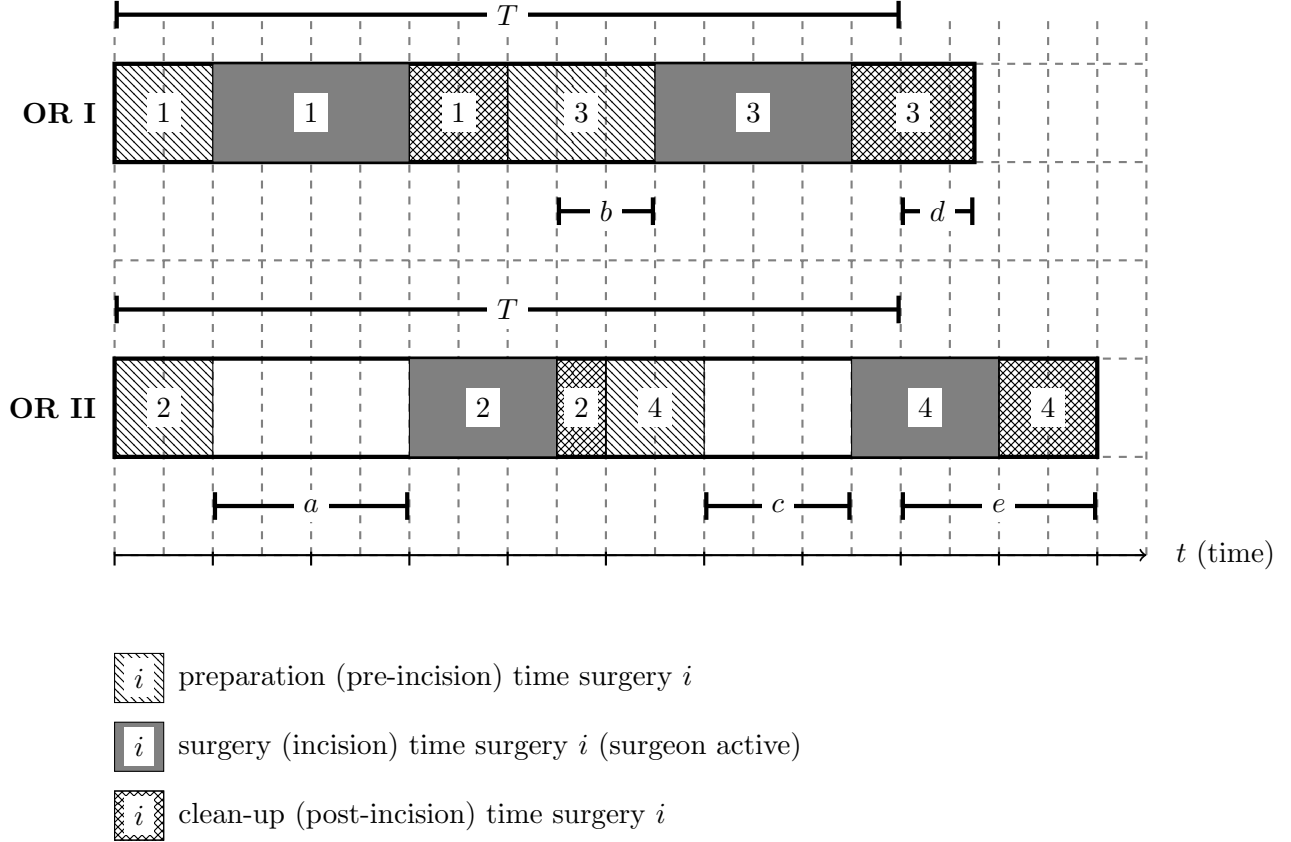 T
OR I 1 1 1 3 3 3
b d
T
OR II 2 2 2 4 4 4
a c e
t (time)
i preparation (pre-incision) time surgery i
i surgery (incision) time surgery i (surgeon active)
i clean-up (post-incision) time surgery i